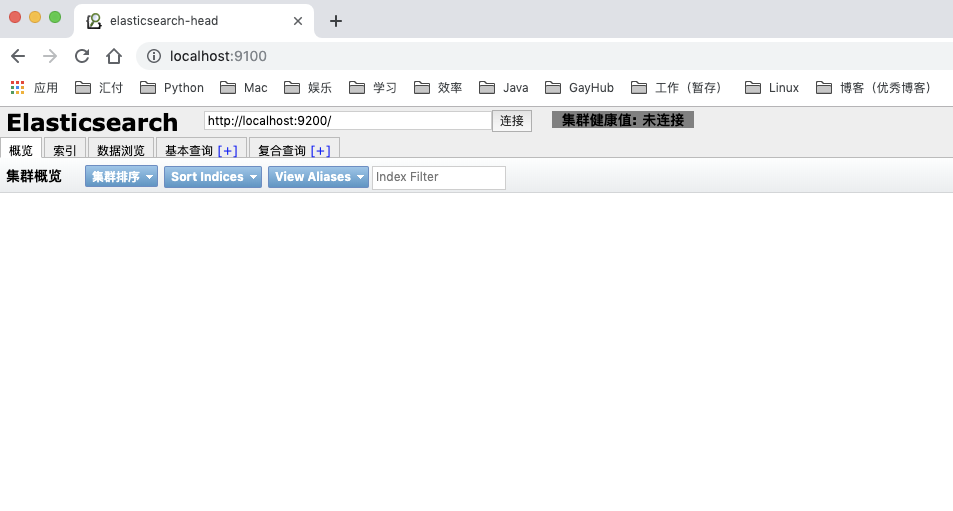 elasticsearch-head
localhost:9100
应用 汇付 Python Mac 娱乐 学习 效率 Java GayHub 工作（暂存） Linux 博客（优秀博客）
Elasticsearch http://localhost:9200/ 连接 集群健康值: 未连接
概览 索引 数据浏览 基本查询 [+] 复合查询 [+]
集群概览 集群排序 Sort Indices View Aliases Index Filter